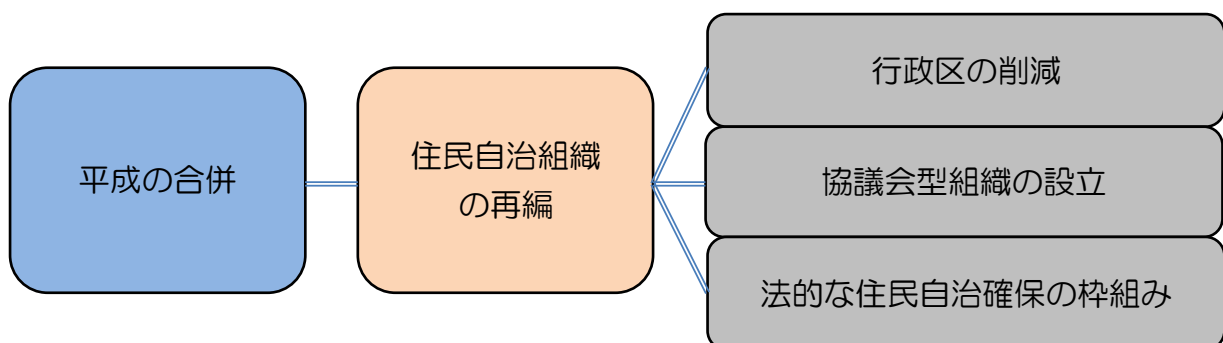 平成の合併
住民自治組織
の再編
行政区の削減
協議会型組織の設立
法的な住民自治確保の枠組み